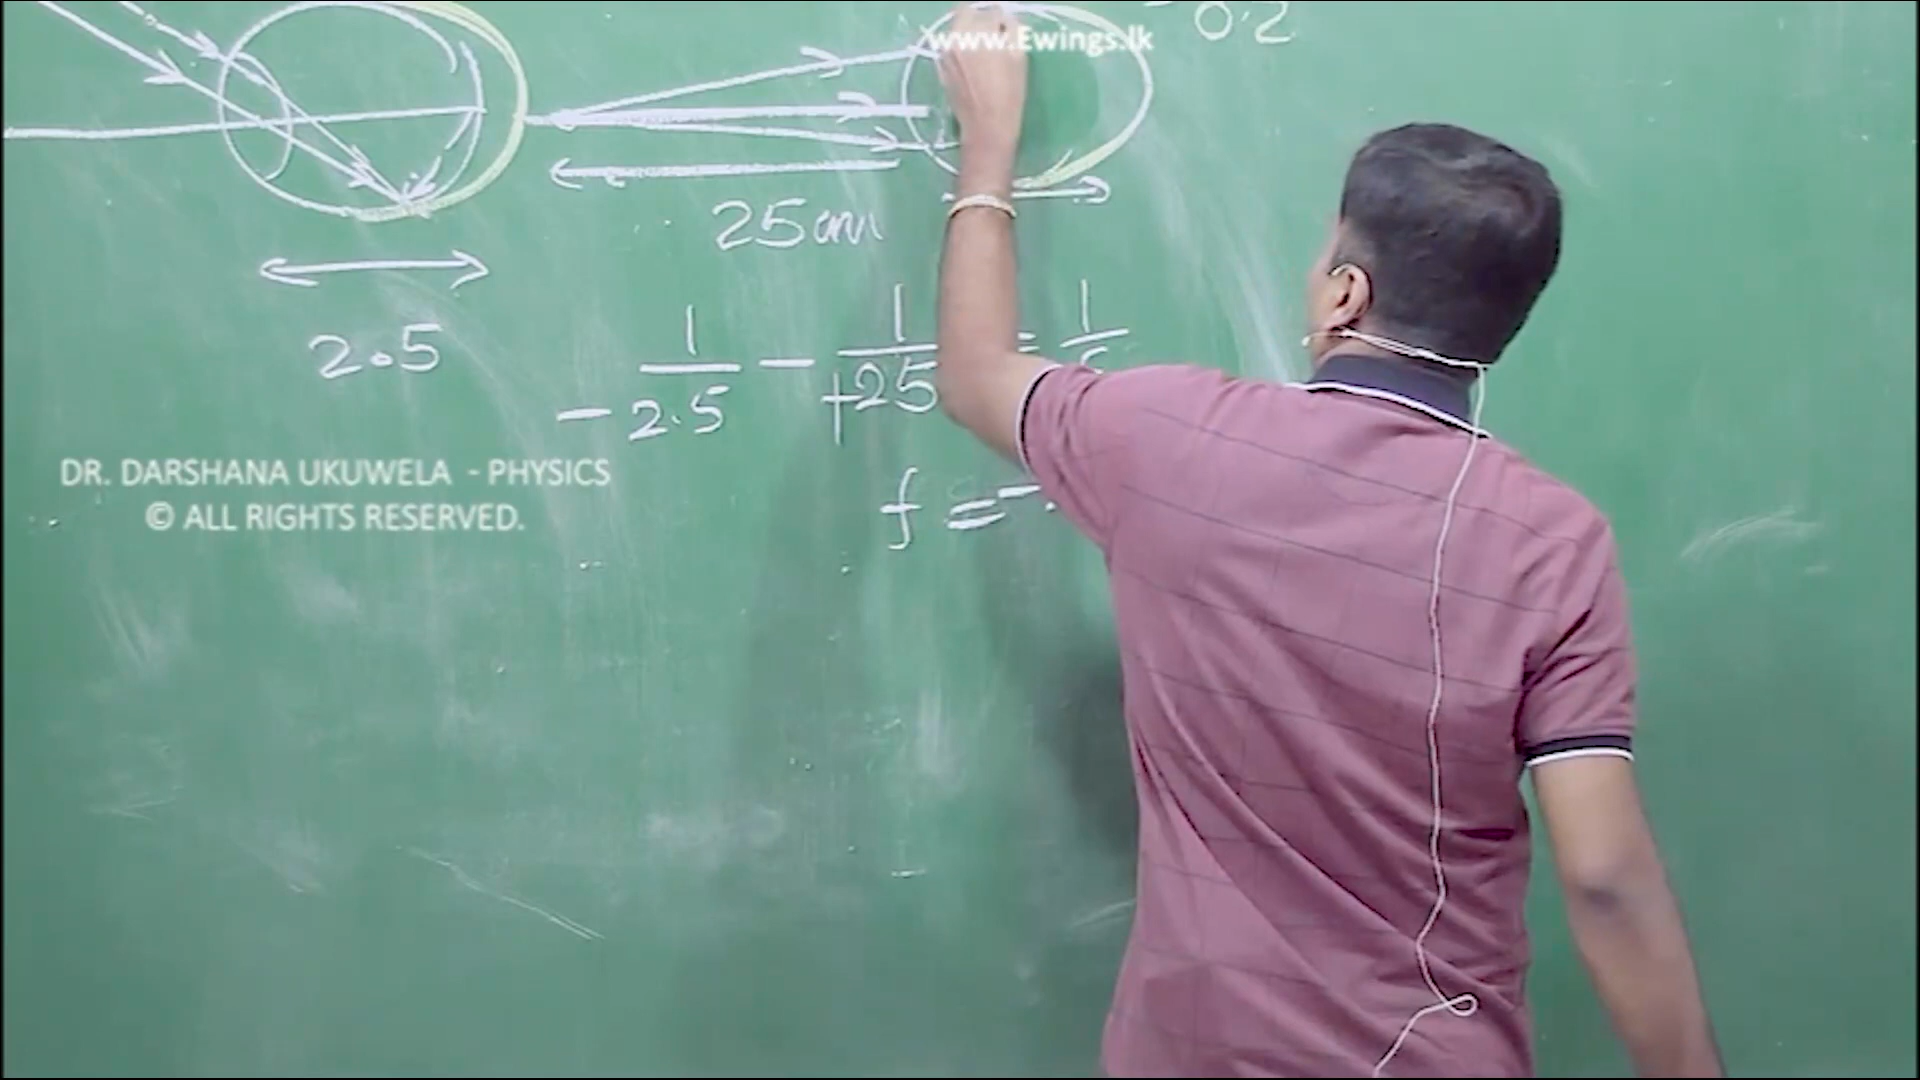 0.2
www.Ewings.lk
25cm
2.5
1/-2.5 - 1/+25 = 1/
DR. DARSHANA UKUWELA - PHYSICS
© ALL RIGHTS RESERVED.
f = -